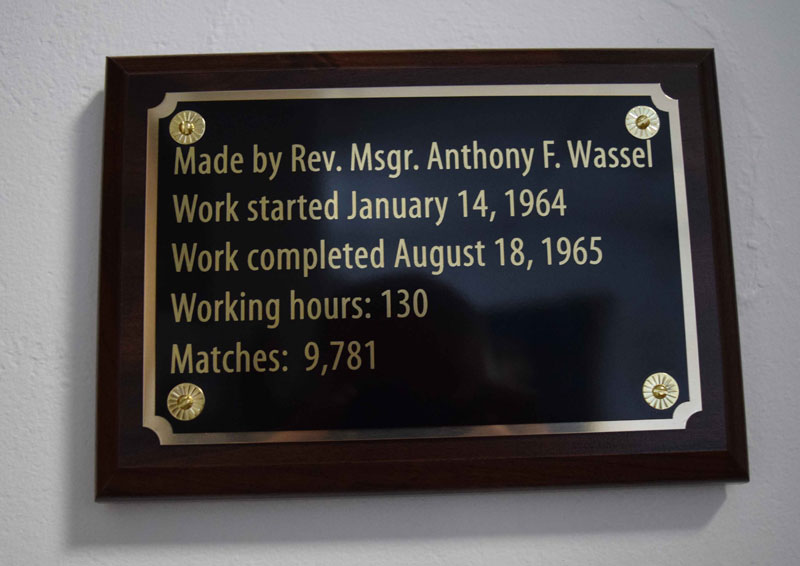 Made by Rev. Msgr. Anthony F. Wassel
Work started January 14, 1964
Work completed August 18, 1965
Working hours: 130
Matches: 9,781